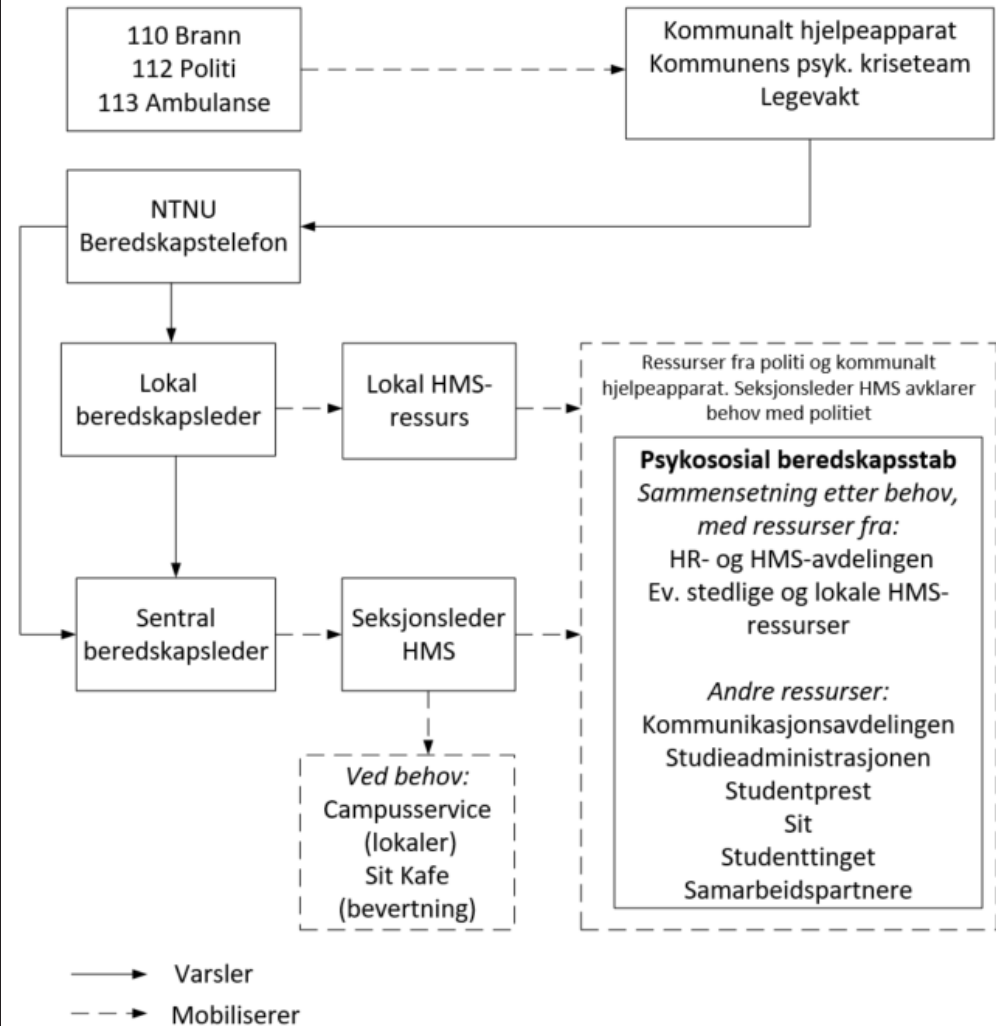 110 Brann
112 Politi
113 Ambulanse
Kommunalt hjelpeapparat
Kommunens psyk. kriseteam
Legevakt
NTNU
Beredskapstelefon
Lokal
beredskapsleder
Lokal HMS-
ressurs
Ressurser fra politi og kommunalt
hjelpeapparat. Seksjonsleder HMS avklarer
behov med politiet
Psykososial beredskapsstab
Sammensetning etter behov,
med ressurser fra:
HR- og HMS-avdelingen
Ev. stedlige og lokale HMS-
ressurser
Andre ressurser:
Kommunikasjonsavdelingen
Studieadministrasjonen
Studentprest
Sit
Studenttinget
Samarbeidspartnere
Sentral
beredskapsleder
Seksjonsleder
HMS
Ved behov:
Campusservice
(lokaler)
Sit Kafe
(bevertning)
Varsler
Mobiliserer